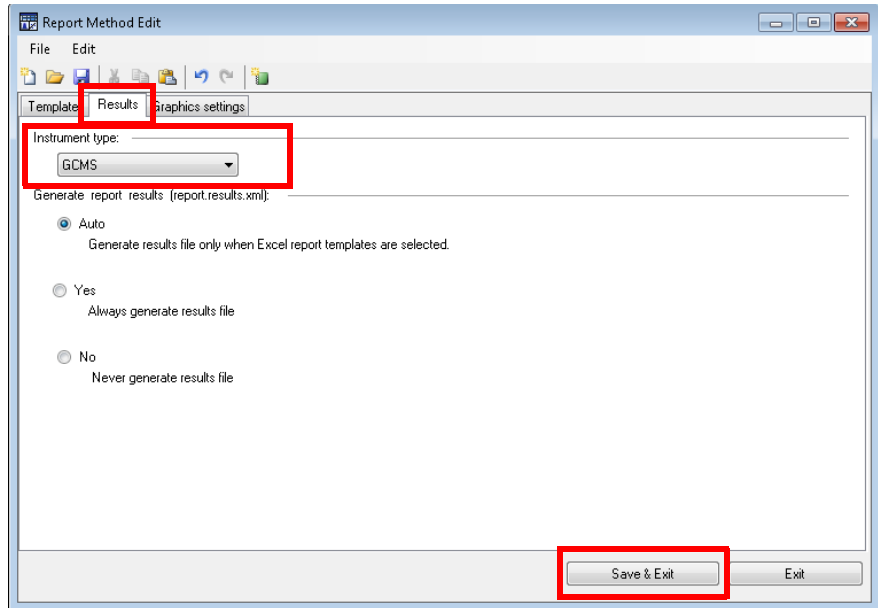 Report Method Edit
File Edit
Template Results Graphics settings
Instrument type:
GCMS
Generate report results (report.results.xml):
Auto
Generate results file only when Excel report templates are selected.
Yes
Always generate results file
No
Never generate results file
Save & Exit Exit